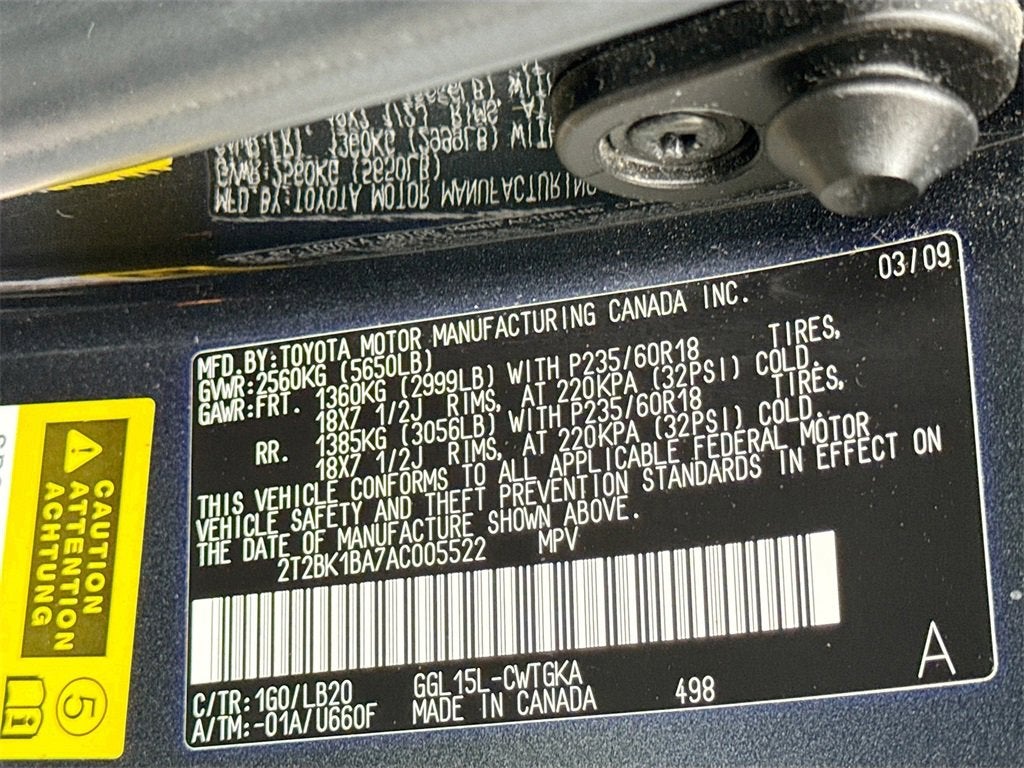 03/09
MFD.BY:TOYOTA MOTOR MANUFACTURING CANADA INC.
GVWR:2560KG (5650LB)
GAWR:FRT. 1360KG (2999LB) WITH P235/60R18 TIRES,
18X7 1/2J RIMS, AT 220KPA (32PSI) COLD.
RR. 1385KG (3056LB) WITH P235/60R18 TIRES,
18X7 1/2J RIMS, AT 220KPA (32PSI) COLD.
THIS VEHICLE CONFORMS TO ALL APPLICABLE FEDERAL MOTOR
VEHICLE SAFETY AND THEFT PREVENTION STANDARDS IN EFFECT ON
THE DATE OF MANUFACTURE SHOWN ABOVE.
2T2BK1BA7AC005522 MPV
C/TR:1G0/LB20 GGL15L-CWTGKA
A/TM:-01A/U660F MADE IN CANADA 498
A
CAUTION
ATTENTION
ACHTUNG
5